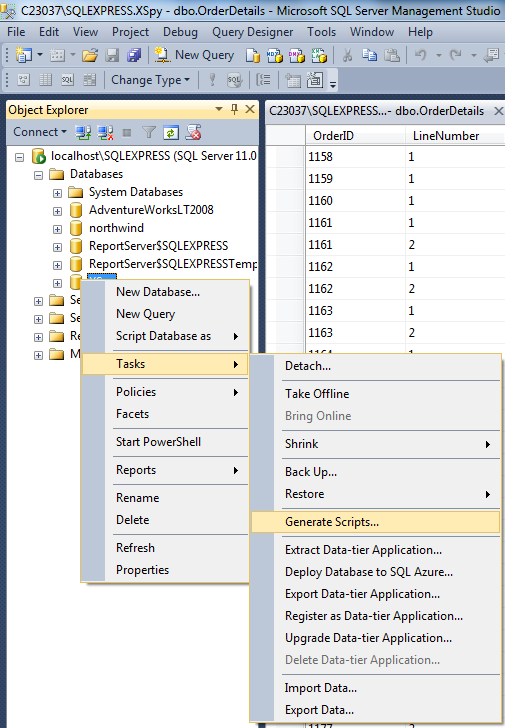 C23037\SQLEXPRESS.XSpy - dbo.OrderDetails - Microsoft SQL Server Management Studio
File Edit View Project Debug Query Designer Tools Window Community Help
New Query
Change Type
SQL
Object Explorer
Connect
localhost\SQLEXPRESS (SQL Server 11.0
Databases
System Databases
AdventureWorksLT2008
northwind
ReportServer$SQLEXPRESS
ReportServer$SQLEXPRESSTemp
Se
Se
Re
M
C23037\SQLEXPRESS...- dbo.OrderDetails
OrderID LineNumber
1158 1
1159 1
1160 1
1161 1
1161 2
1162 1
1162 2
1163 1
1163 2
1164 1
New Database...
New Query
Script Database as
Tasks
Policies
Facets
Start PowerShell
Reports
Rename
Delete
Refresh
Properties
Detach...
Take Offline
Bring Online
Shrink
Back Up...
Restore
Generate Scripts...
Extract Data-tier Application...
Deploy Database to SQL Azure...
Export Data-tier Application...
Register as Data-tier Application...
Upgrade Data-tier Application...
Delete Data-tier Application...
Import Data...
Export Data...
1177 2